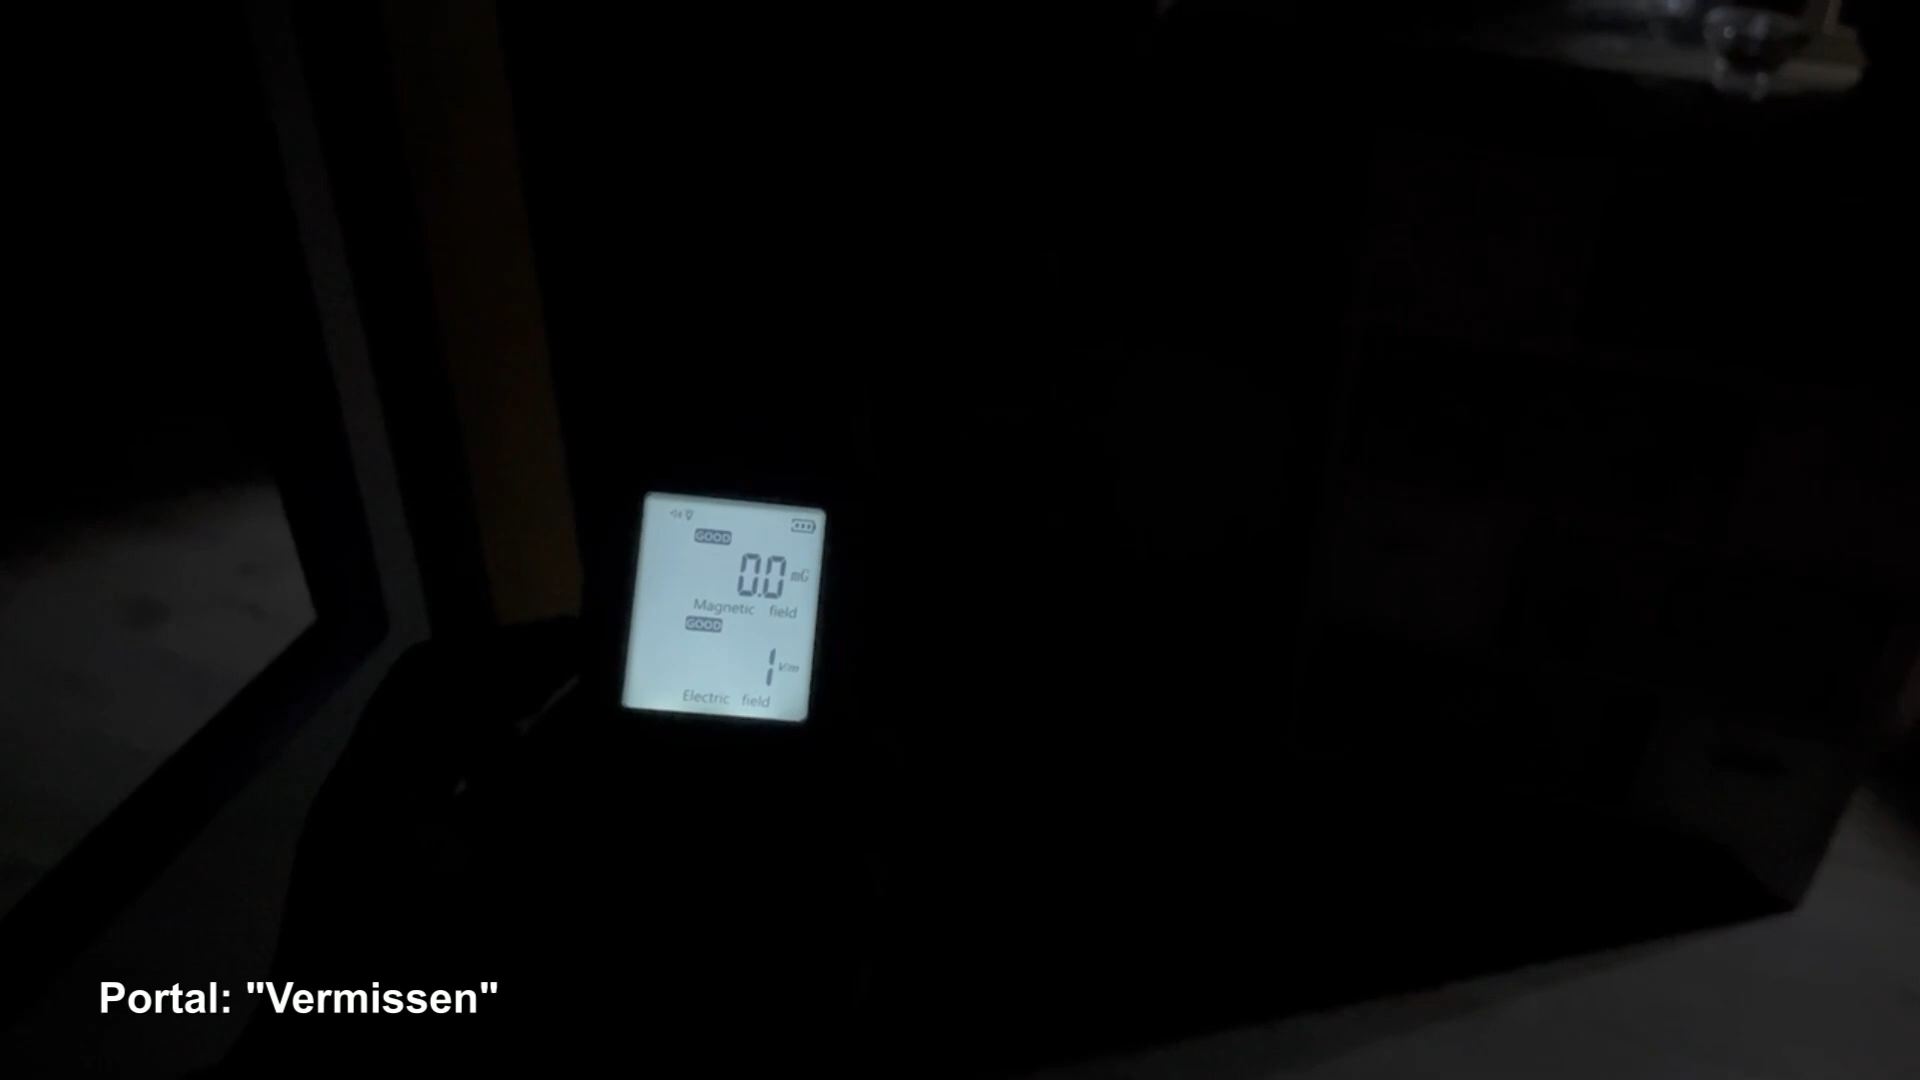 GOOD
0.0 mG
Magnetic field
GOOD
1 V/m
Electric field
Portal: "Vermissen"